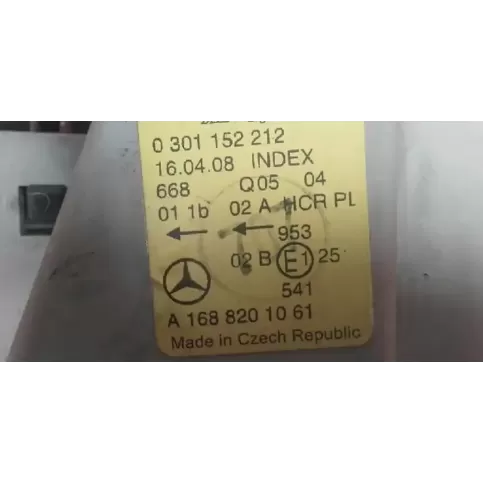 0 301 152 212
16.04.08 INDEX
668 Q05 04
01 1b 02 A HCR PL
953
02 B E1 25
541
A 168 820 10 61
Made in Czech Republic